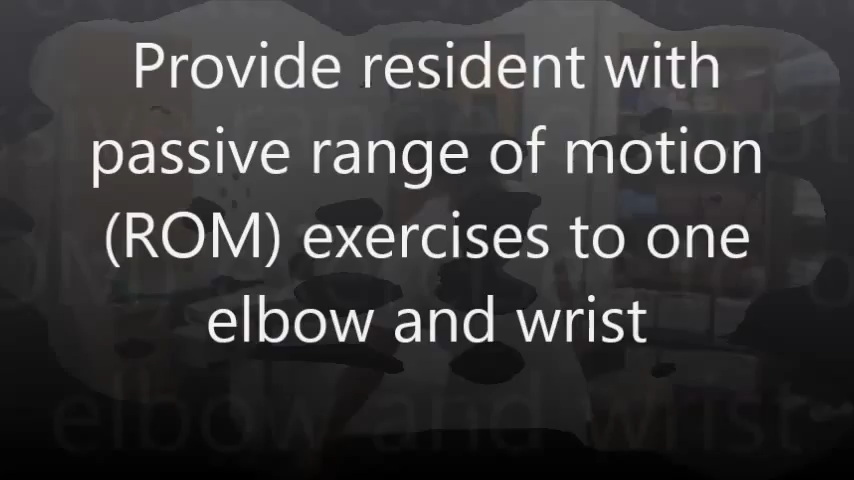 Provide resident with
passive range of motion
(ROM) exercises to one
elbow and wrist